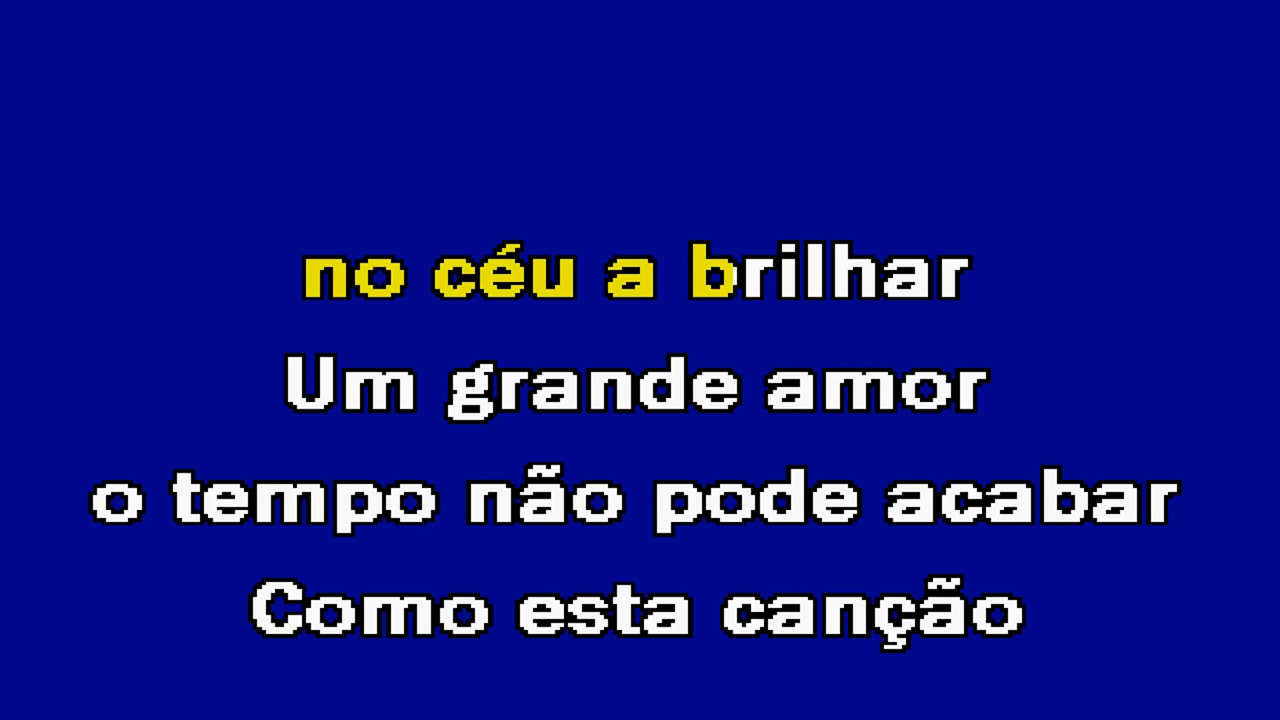 no céu a brilhar
Um grande amor
o tempo não pode acabar
Como esta canção